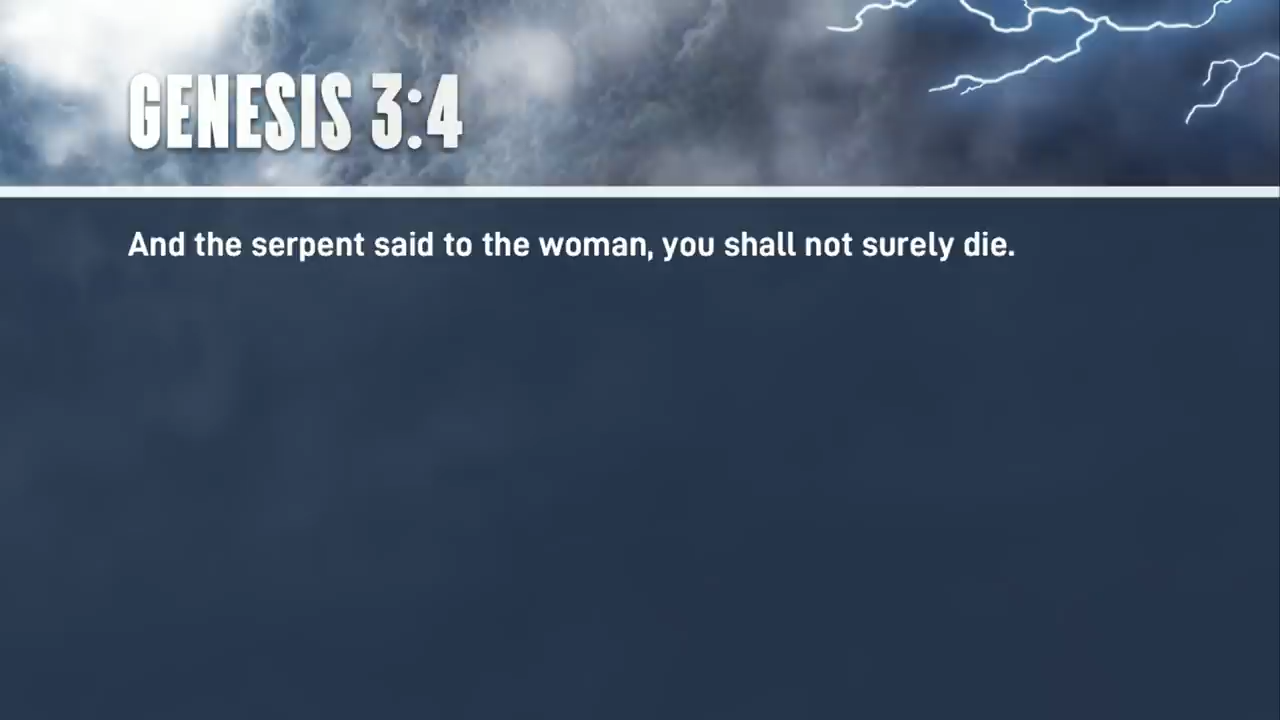 GENESIS 3:4
And the serpent said to the woman, you shall not surely die.